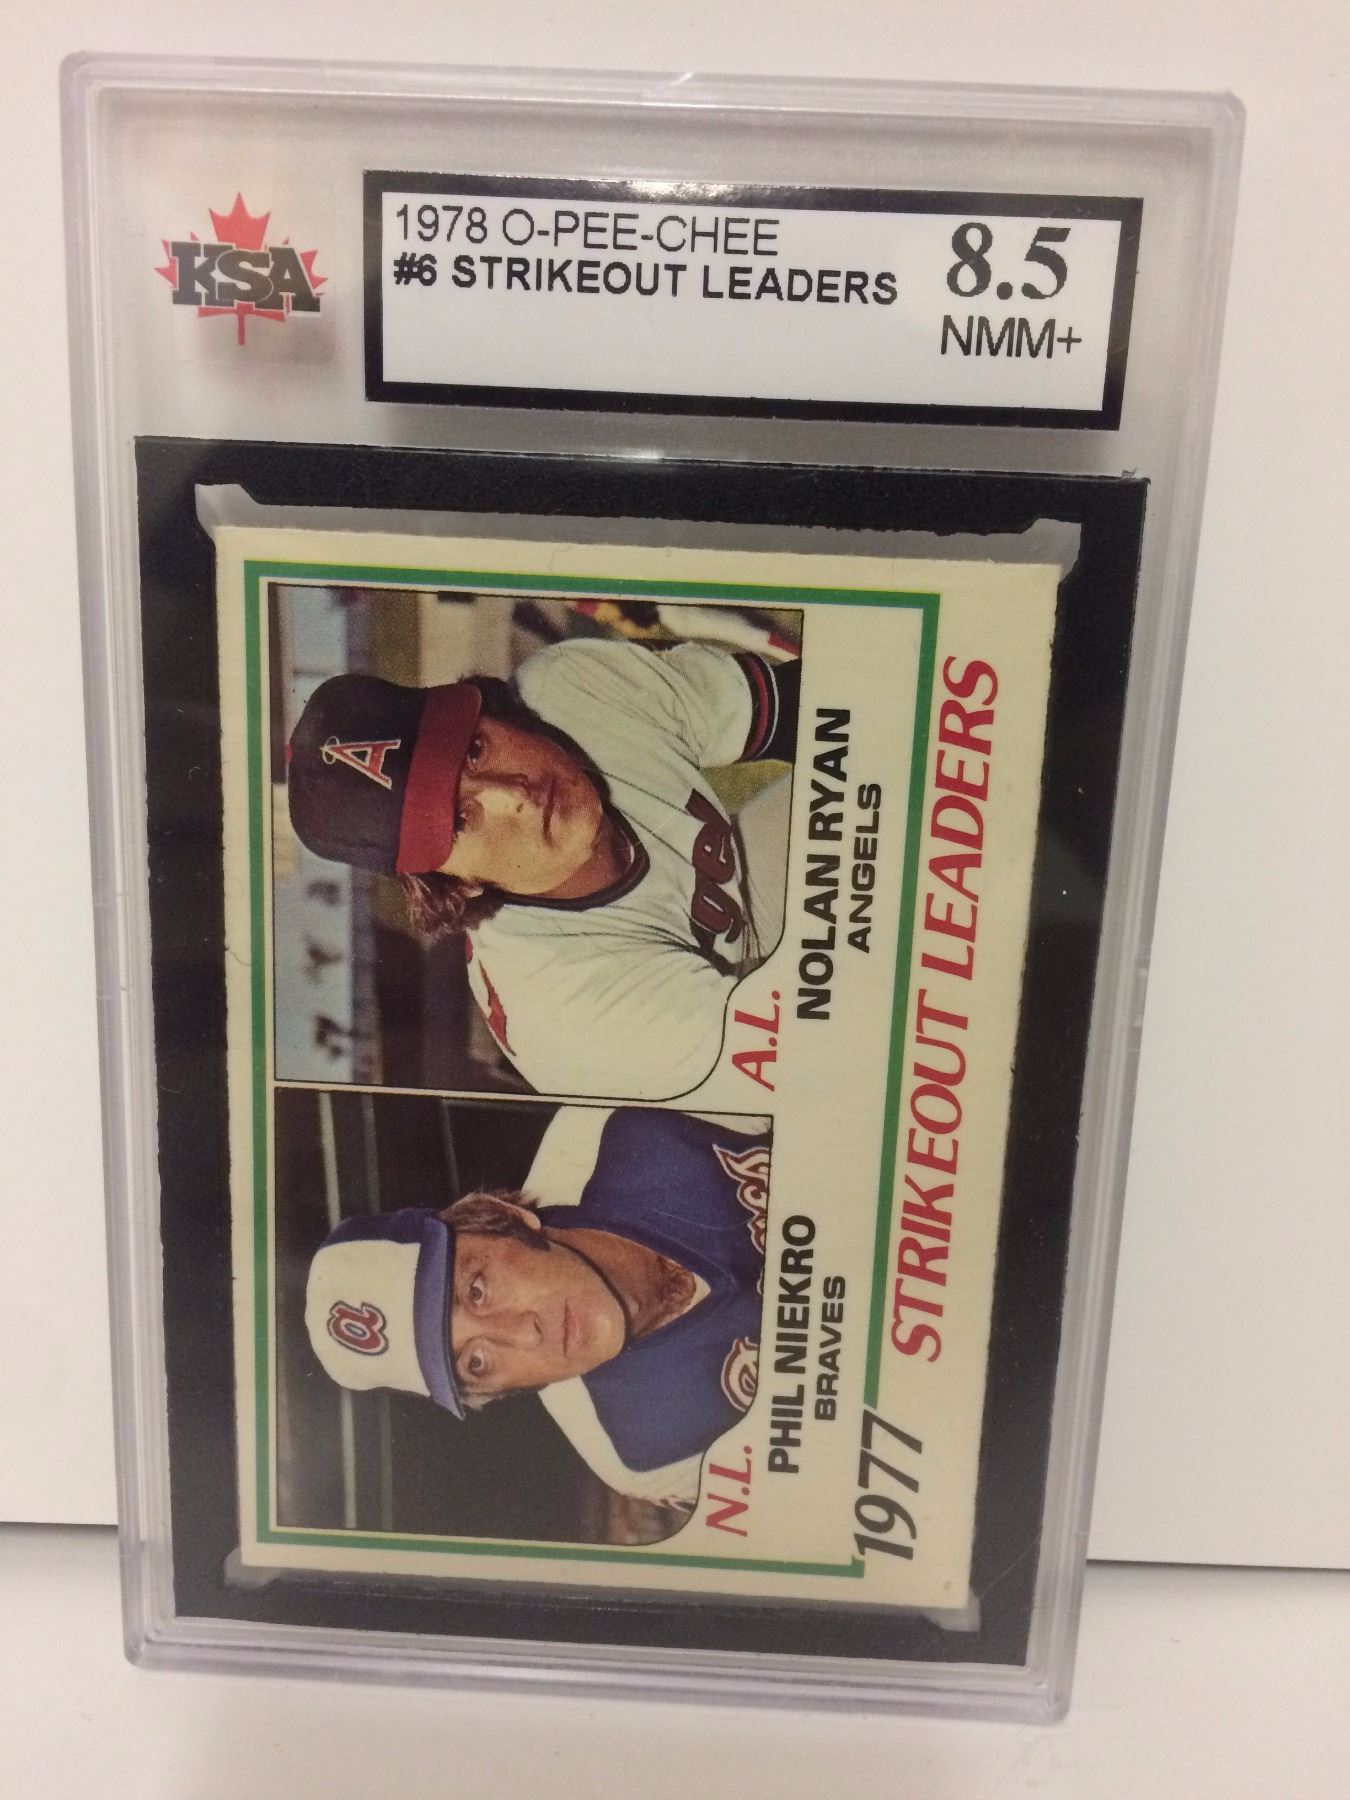 KSA
1978 O-PEE-CHEE
#6 STRIKEOUT LEADERS
8.5
NMM+
A
gel
a
N.L.
PHIL NIEKRO
BRAVES
A.L.
NOLAN RYAN
ANGELS
1977 STRIKEOUT LEADERS